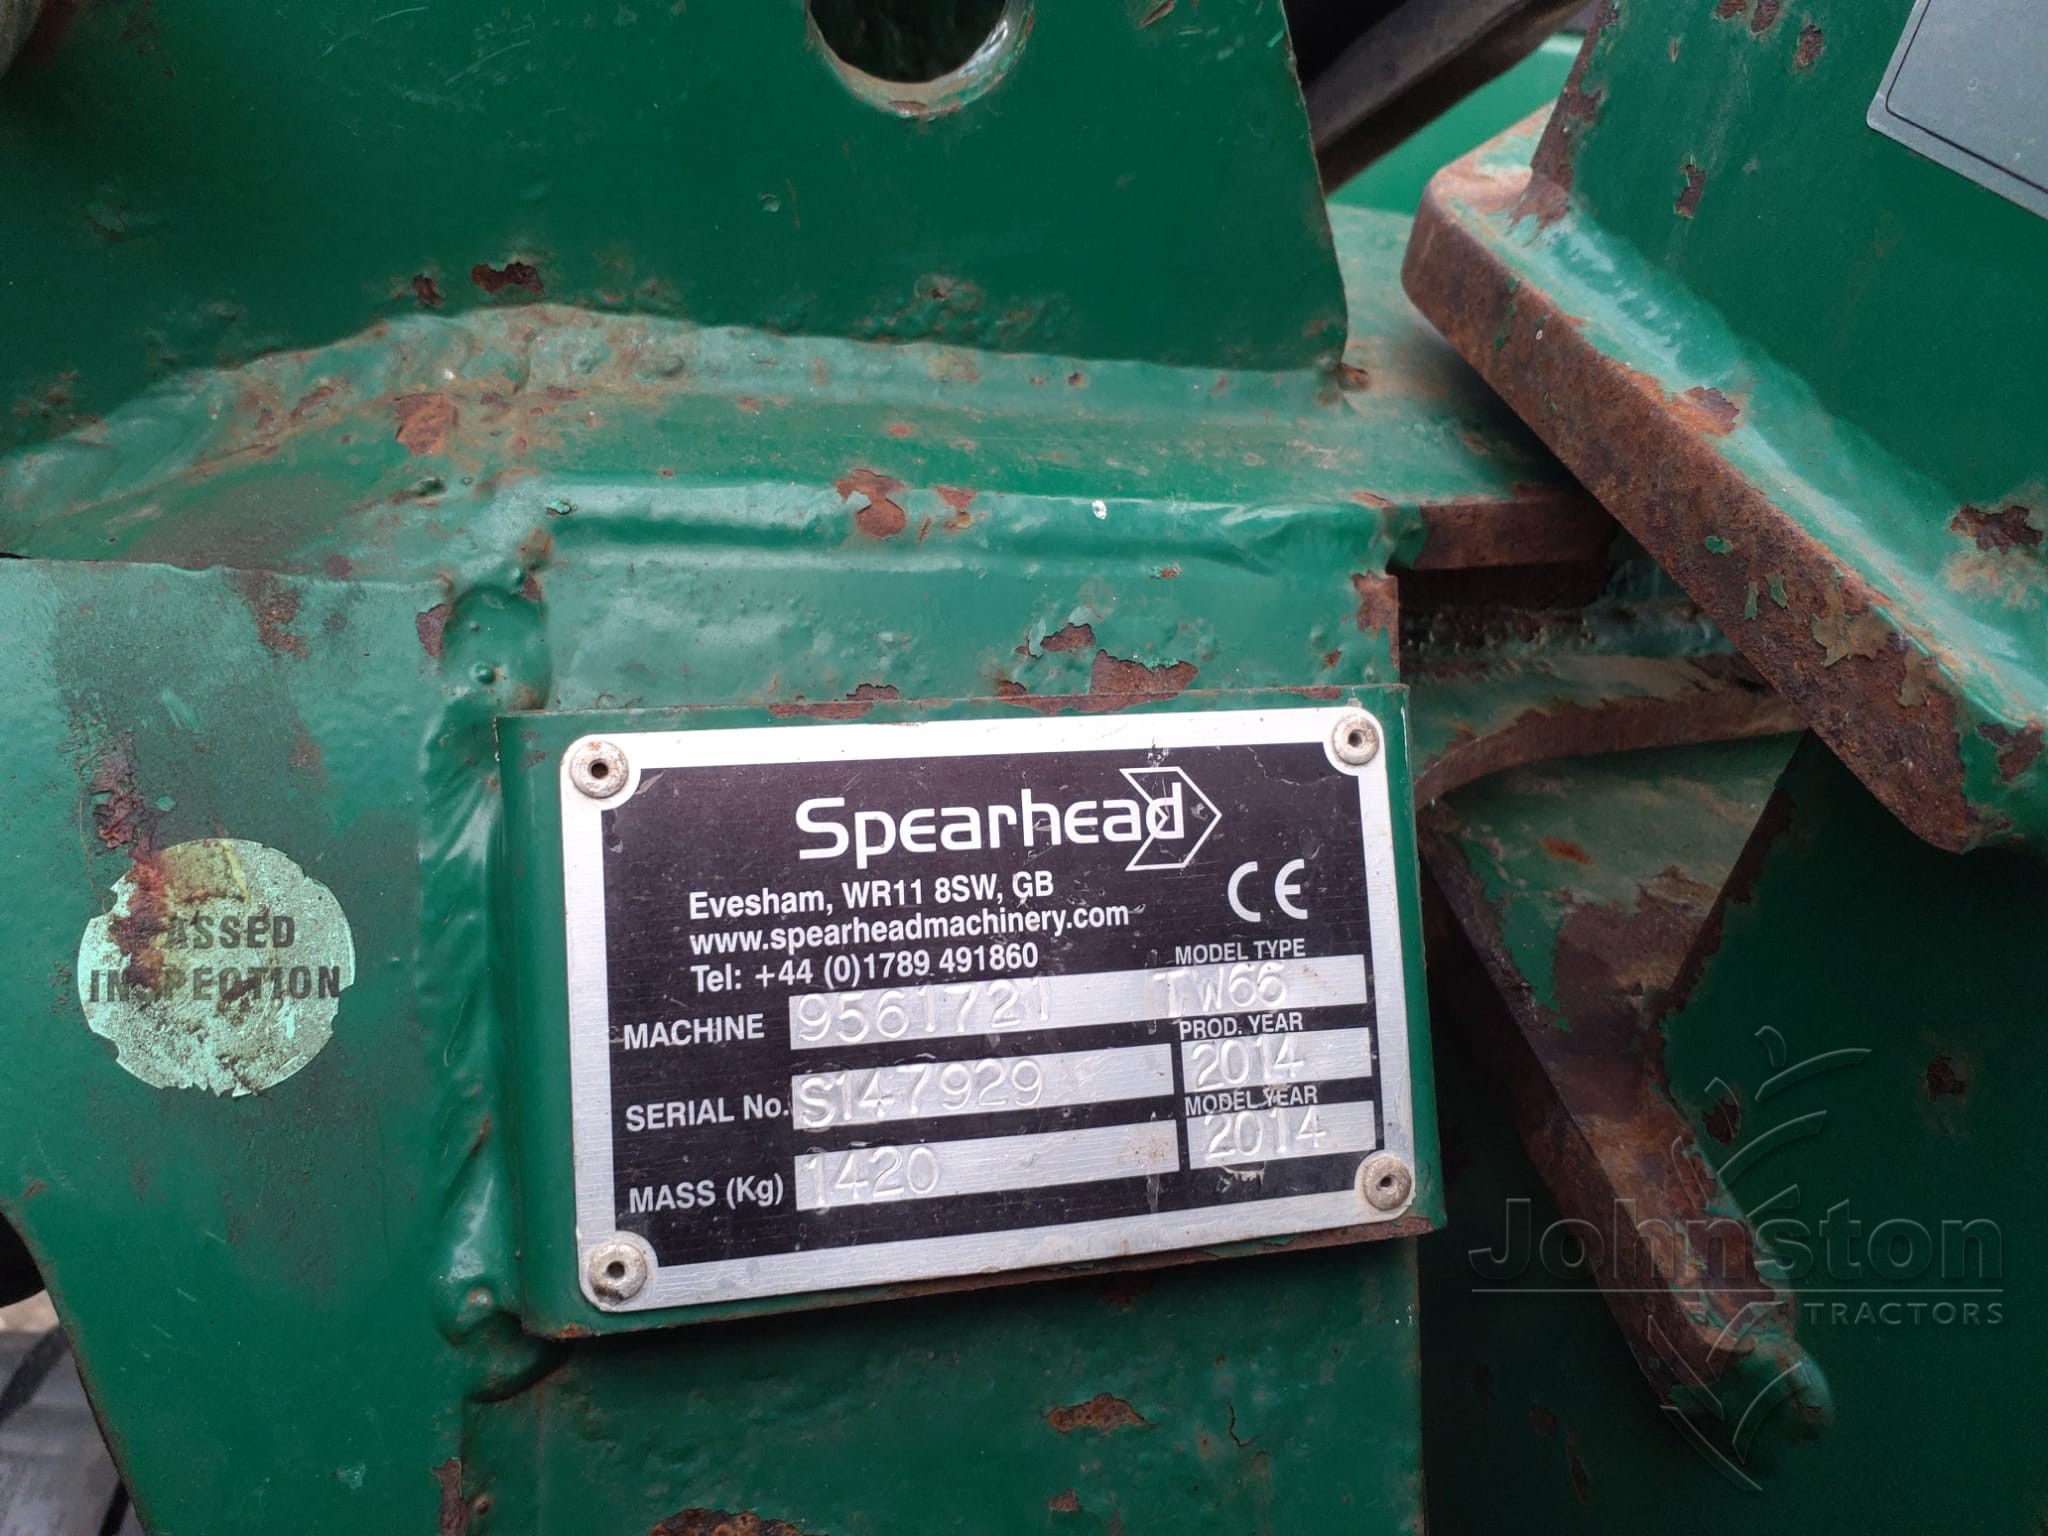 Spearhead
Evesham, WR11 8SW, GB
www.spearheadmachinery.com
Tel: +44 (0)1789 491860
CE
MODEL TYPE
MACHINE 9561721 TW66
PROD. YEAR
SERIAL No. S147929 2014
MODEL YEAR
MASS (Kg) 1420 2014
PASSED
INSPECTION
Johnston
TRACTORS